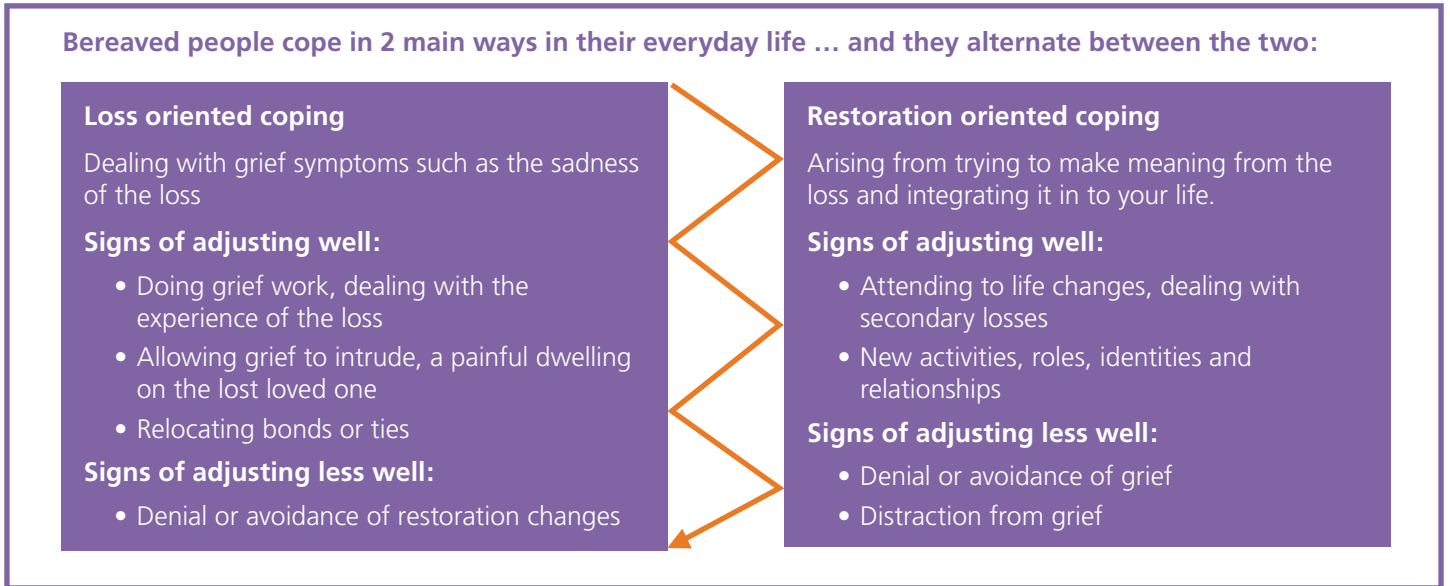 Bereaved people cope in 2 main ways in their everyday life … and they alternate between the two:
Loss oriented coping
Dealing with grief symptoms such as the sadness
of the loss
Signs of adjusting well:
• Doing grief work, dealing with the
experience of the loss
• Allowing grief to intrude, a painful dwelling
on the lost loved one
• Relocating bonds or ties
Signs of adjusting less well:
• Denial or avoidance of restoration changes
Restoration oriented coping
Arising from trying to make meaning from the
loss and integrating it in to your life.
Signs of adjusting well:
• Attending to life changes, dealing with
secondary losses
• New activities, roles, identities and
relationships
Signs of adjusting less well:
• Denial or avoidance of grief
• Distraction from grief